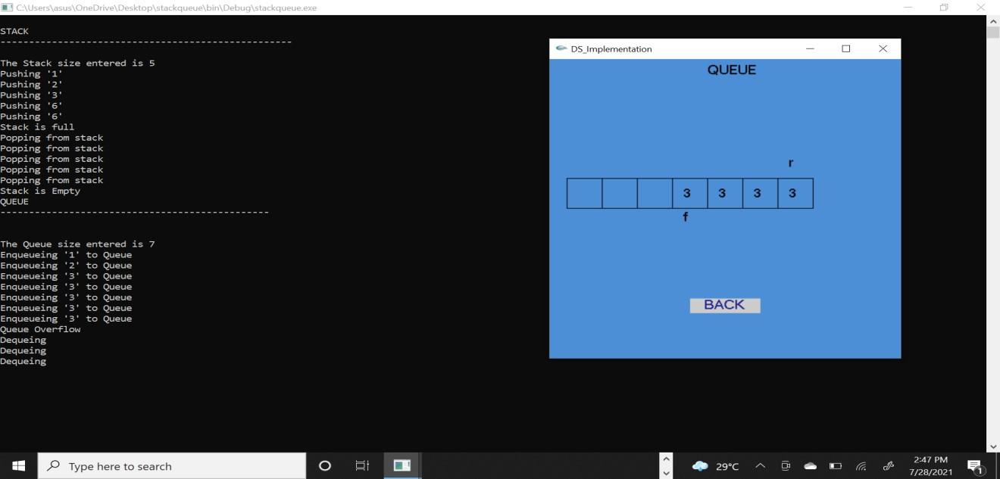 C:\Users\asus\OneDrive\Desktop\stackqueue\bin\Debug\stackqueue.exe
STACK
---------------------------------------------------
The Stack size entered is 5
Pushing '1'
Pushing '2'
Pushing '3'
Pushing '6'
Pushing '6'
Stack is full
Popping from stack
Popping from stack
Popping from stack
Popping from stack
Popping from stack
Stack is Empty
QUEUE
-----------------------------------------------
The Queue size entered is 7
Enqueueing '1' to Queue
Enqueueing '2' to Queue
Enqueueing '3' to Queue
Enqueueing '3' to Queue
Enqueueing '3' to Queue
Enqueueing '3' to Queue
Enqueueing '3' to Queue
Queue Overflow
Dequeing
Dequeing
Dequeing
DS_Implementation
QUEUE
r
3 3 3 3
f
BACK
Type here to search
29°C
2:47 PM
7/28/2021
1